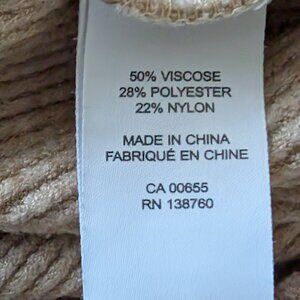 50% VISCOSE
28% POLYESTER
22% NYLON
MADE IN CHINA
FABRIQUÉ EN CHINE
CA 00655
RN 138760